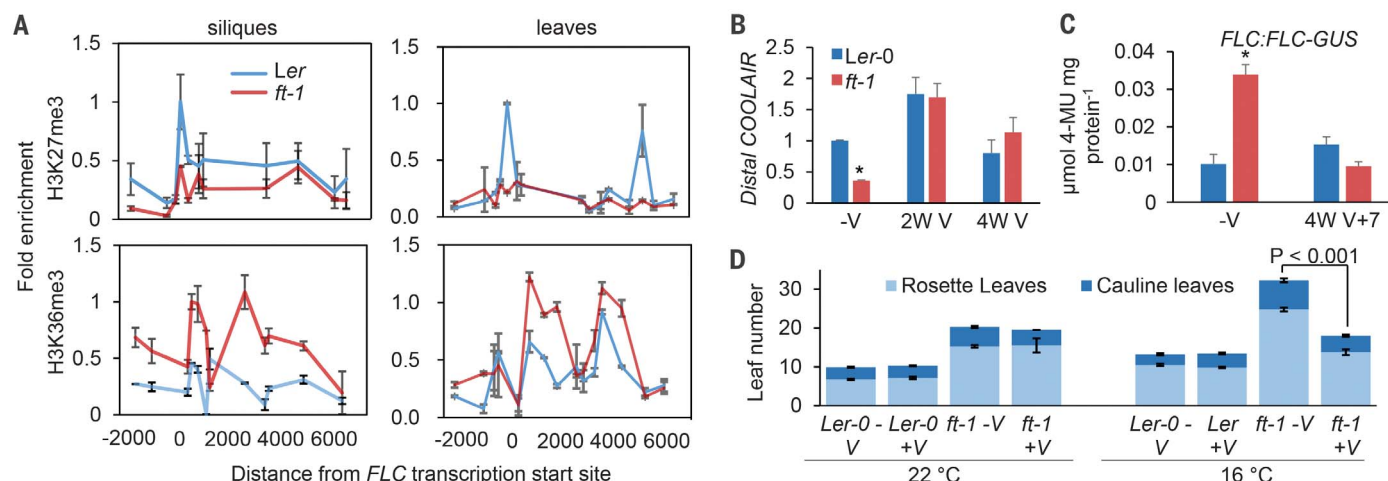 A
siliques
leaves
Fold enrichment
H3K27me3
H3K36me3
1.5
1
0.5
0
Ler
ft-1
1.5
1.0
0.5
0.0
1.5
1
0.5
0
1.5
1.0
0.5
0.0
-2000 0 2000 4000 6000
-2000 0 2000 4000 6000
Distance from FLC transcription start site
B
Distal COOLAIR
2.5
2
1.5
1
0.5
0
Ler-0
ft-1
*
-V 2W V 4W V
C
FLC:FLC-GUS
µmol 4-MU mg
protein-1
0.04
0.03
0.02
0.01
0
*
-V 4W V+7
D
P < 0.001
Leaf number
30
20
10
0
Rosette Leaves Cauline leaves
Ler-0 -
V
Ler-0
+V
ft-1 -V
ft-1
+V
Ler-0 -
V
Ler
+V
ft-1 -V
ft-1
+V
22 °C
16 °C